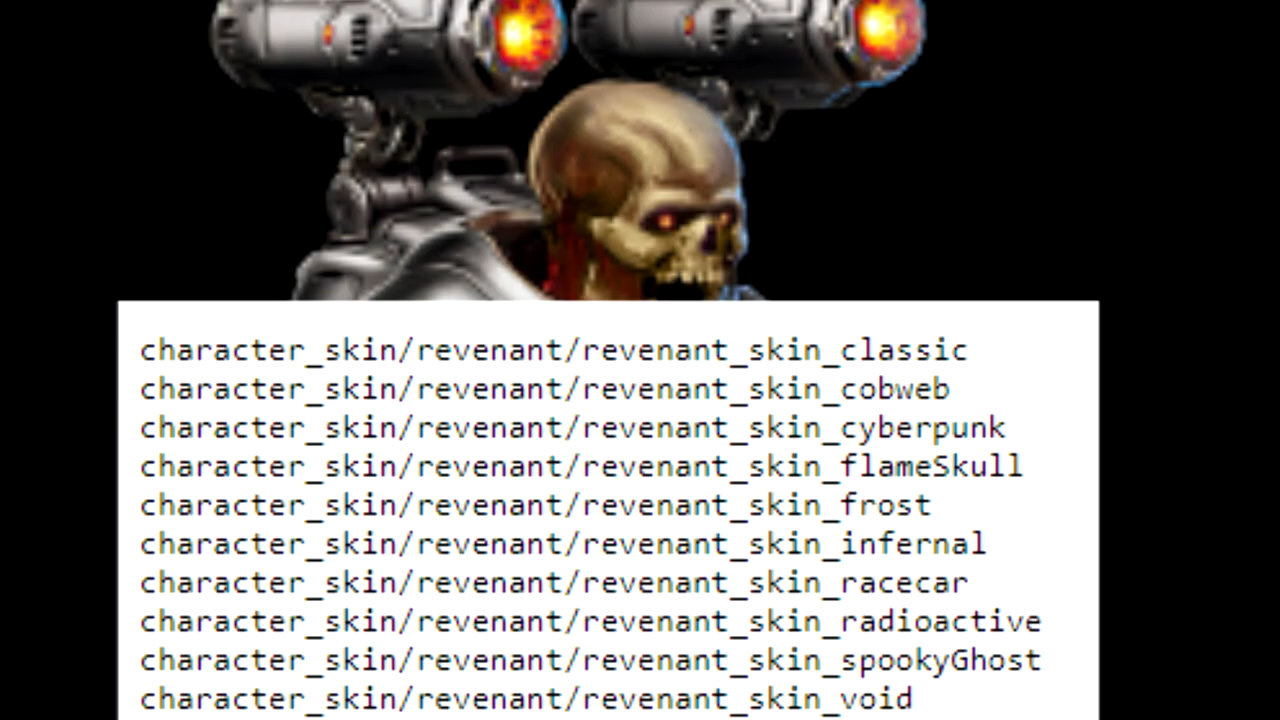 character_skin/revenant/revenant_skin_classic
character_skin/revenant/revenant_skin_cobweb
character_skin/revenant/revenant_skin_cyberpunk
character_skin/revenant/revenant_skin_flameSkull
character_skin/revenant/revenant_skin_frost
character_skin/revenant/revenant_skin_infernal
character_skin/revenant/revenant_skin_racecar
character_skin/revenant/revenant_skin_radioactive
character_skin/revenant/revenant_skin_spookyGhost
character_skin/revenant/revenant_skin_void